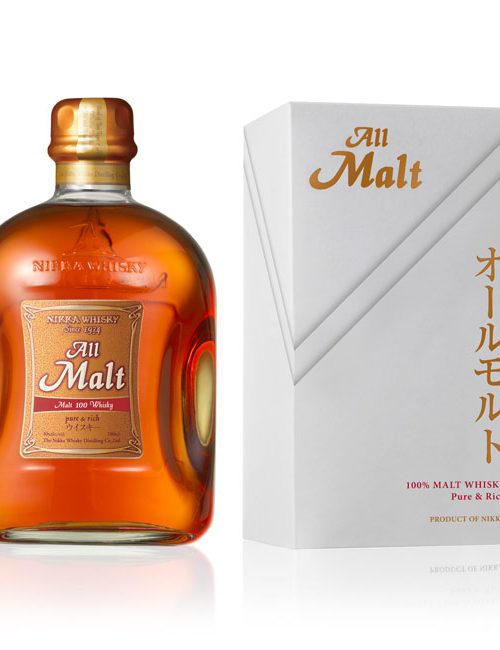 NIKKA WHISKY
NIKKA WHISKY
Since 1934
All
Malt
Malt 100 Whisky
pure & rich
ウイスキー
The Nikka Whisky Distilling Co.,Ltd.
All
Malt
オールモルト
100% MALT WHISK
Pure & Ric
PRODUCT OF NIKK